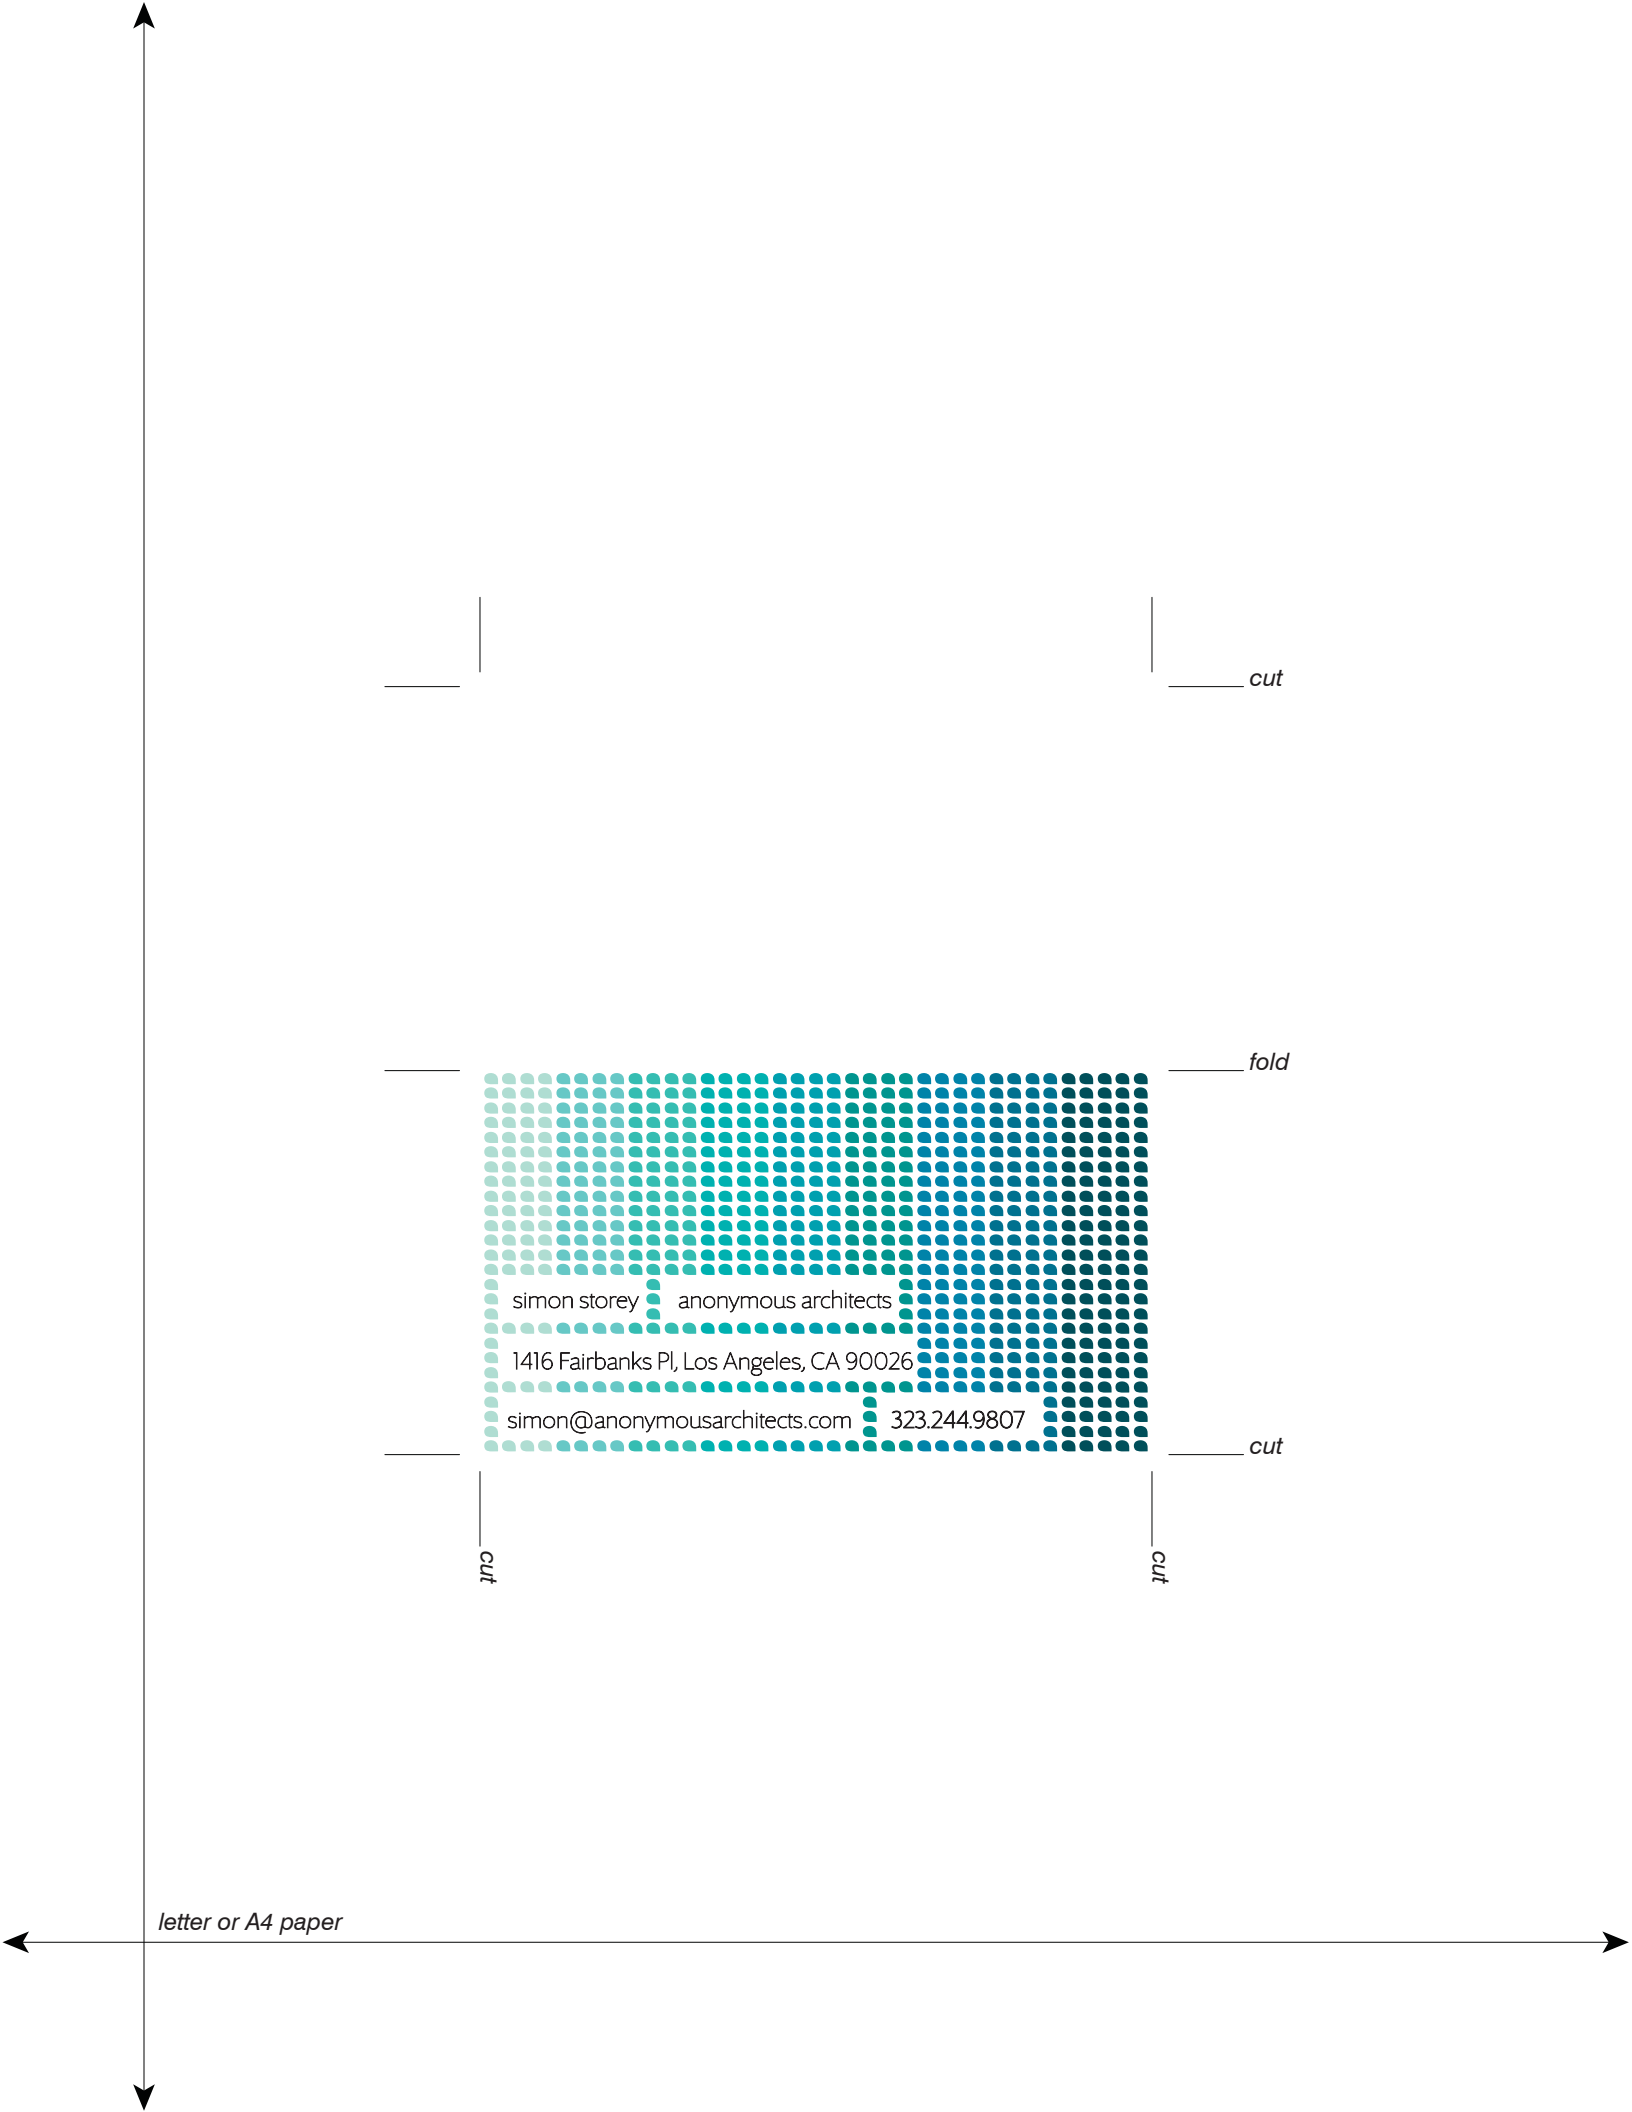 cut
fold
simon storey anonymous architects
1416 Fairbanks Pl, Los Angeles, CA 90026
simon@anonymousarchitects.com 323.244.9807
cut
cut cut
letter or A4 paper